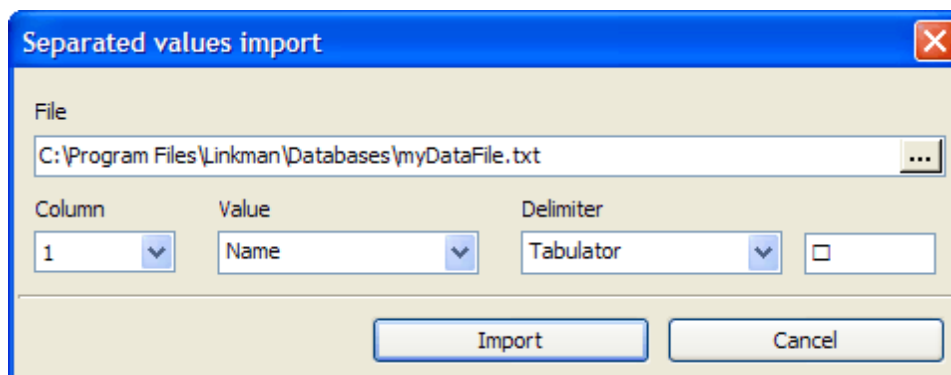 Separated values import
File
C:\Program Files\Linkman\Databases\myDataFile.txt ...
Column Value Delimiter
1 Name Tabulator □
Import Cancel